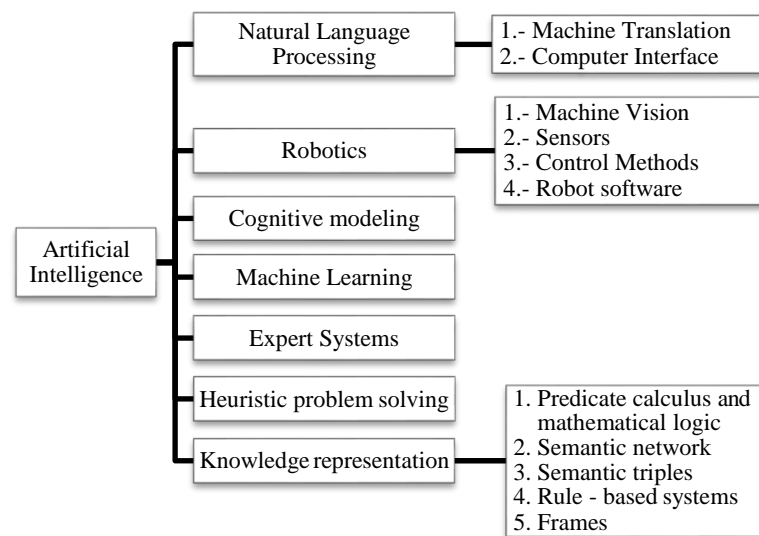 Natural Language
Processing
1.- Machine Translation
2.- Computer Interface
Robotics
1.- Machine Vision
2.- Sensors
3.- Control Methods
4.- Robot software
Cognitive modeling
Artificial
Intelligence
Machine Learning
Expert Systems
Heuristic problem solving
Knowledge representation
1. Predicate calculus and
mathematical logic
2. Semantic network
3. Semantic triples
4. Rule - based systems
5. Frames